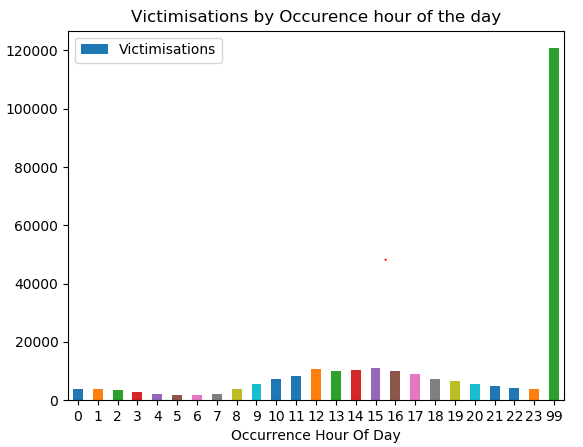 Victimisations by Occurence hour of the day
Victimisations
120000
100000
80000
60000
40000
20000
0
0 1 2 3 4 5 6 7 8 9 10 11 12 13 14 15 16 17 18 19 20 21 22 23 99
Occurrence Hour Of Day